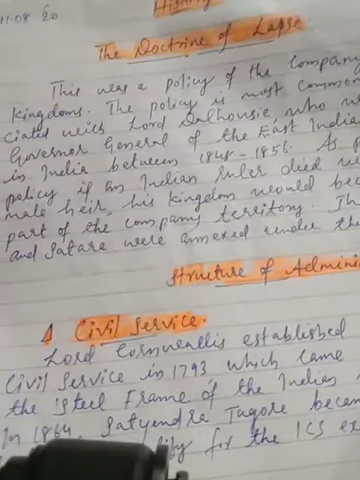 11.08 '20
History
The Doctrine of Lapse
This was a policy of the company
Kingdoms. The policy is most common
ciated with Lord Dalhousie, who w
Governor General of the East India
in India between 1848-1856. As p
policy if an Indian ruler died wi
male heir, his kingdom would bec
part of the company territory. Th
and Satara were annexed under the
Structure of Admini
1 Civil Service.
Lord Cornwallis established
Civil Service in 1793 which came
the 'Steel Frame of the Indian
In 1864, Satyendra Tagore becam
for the ICS ex